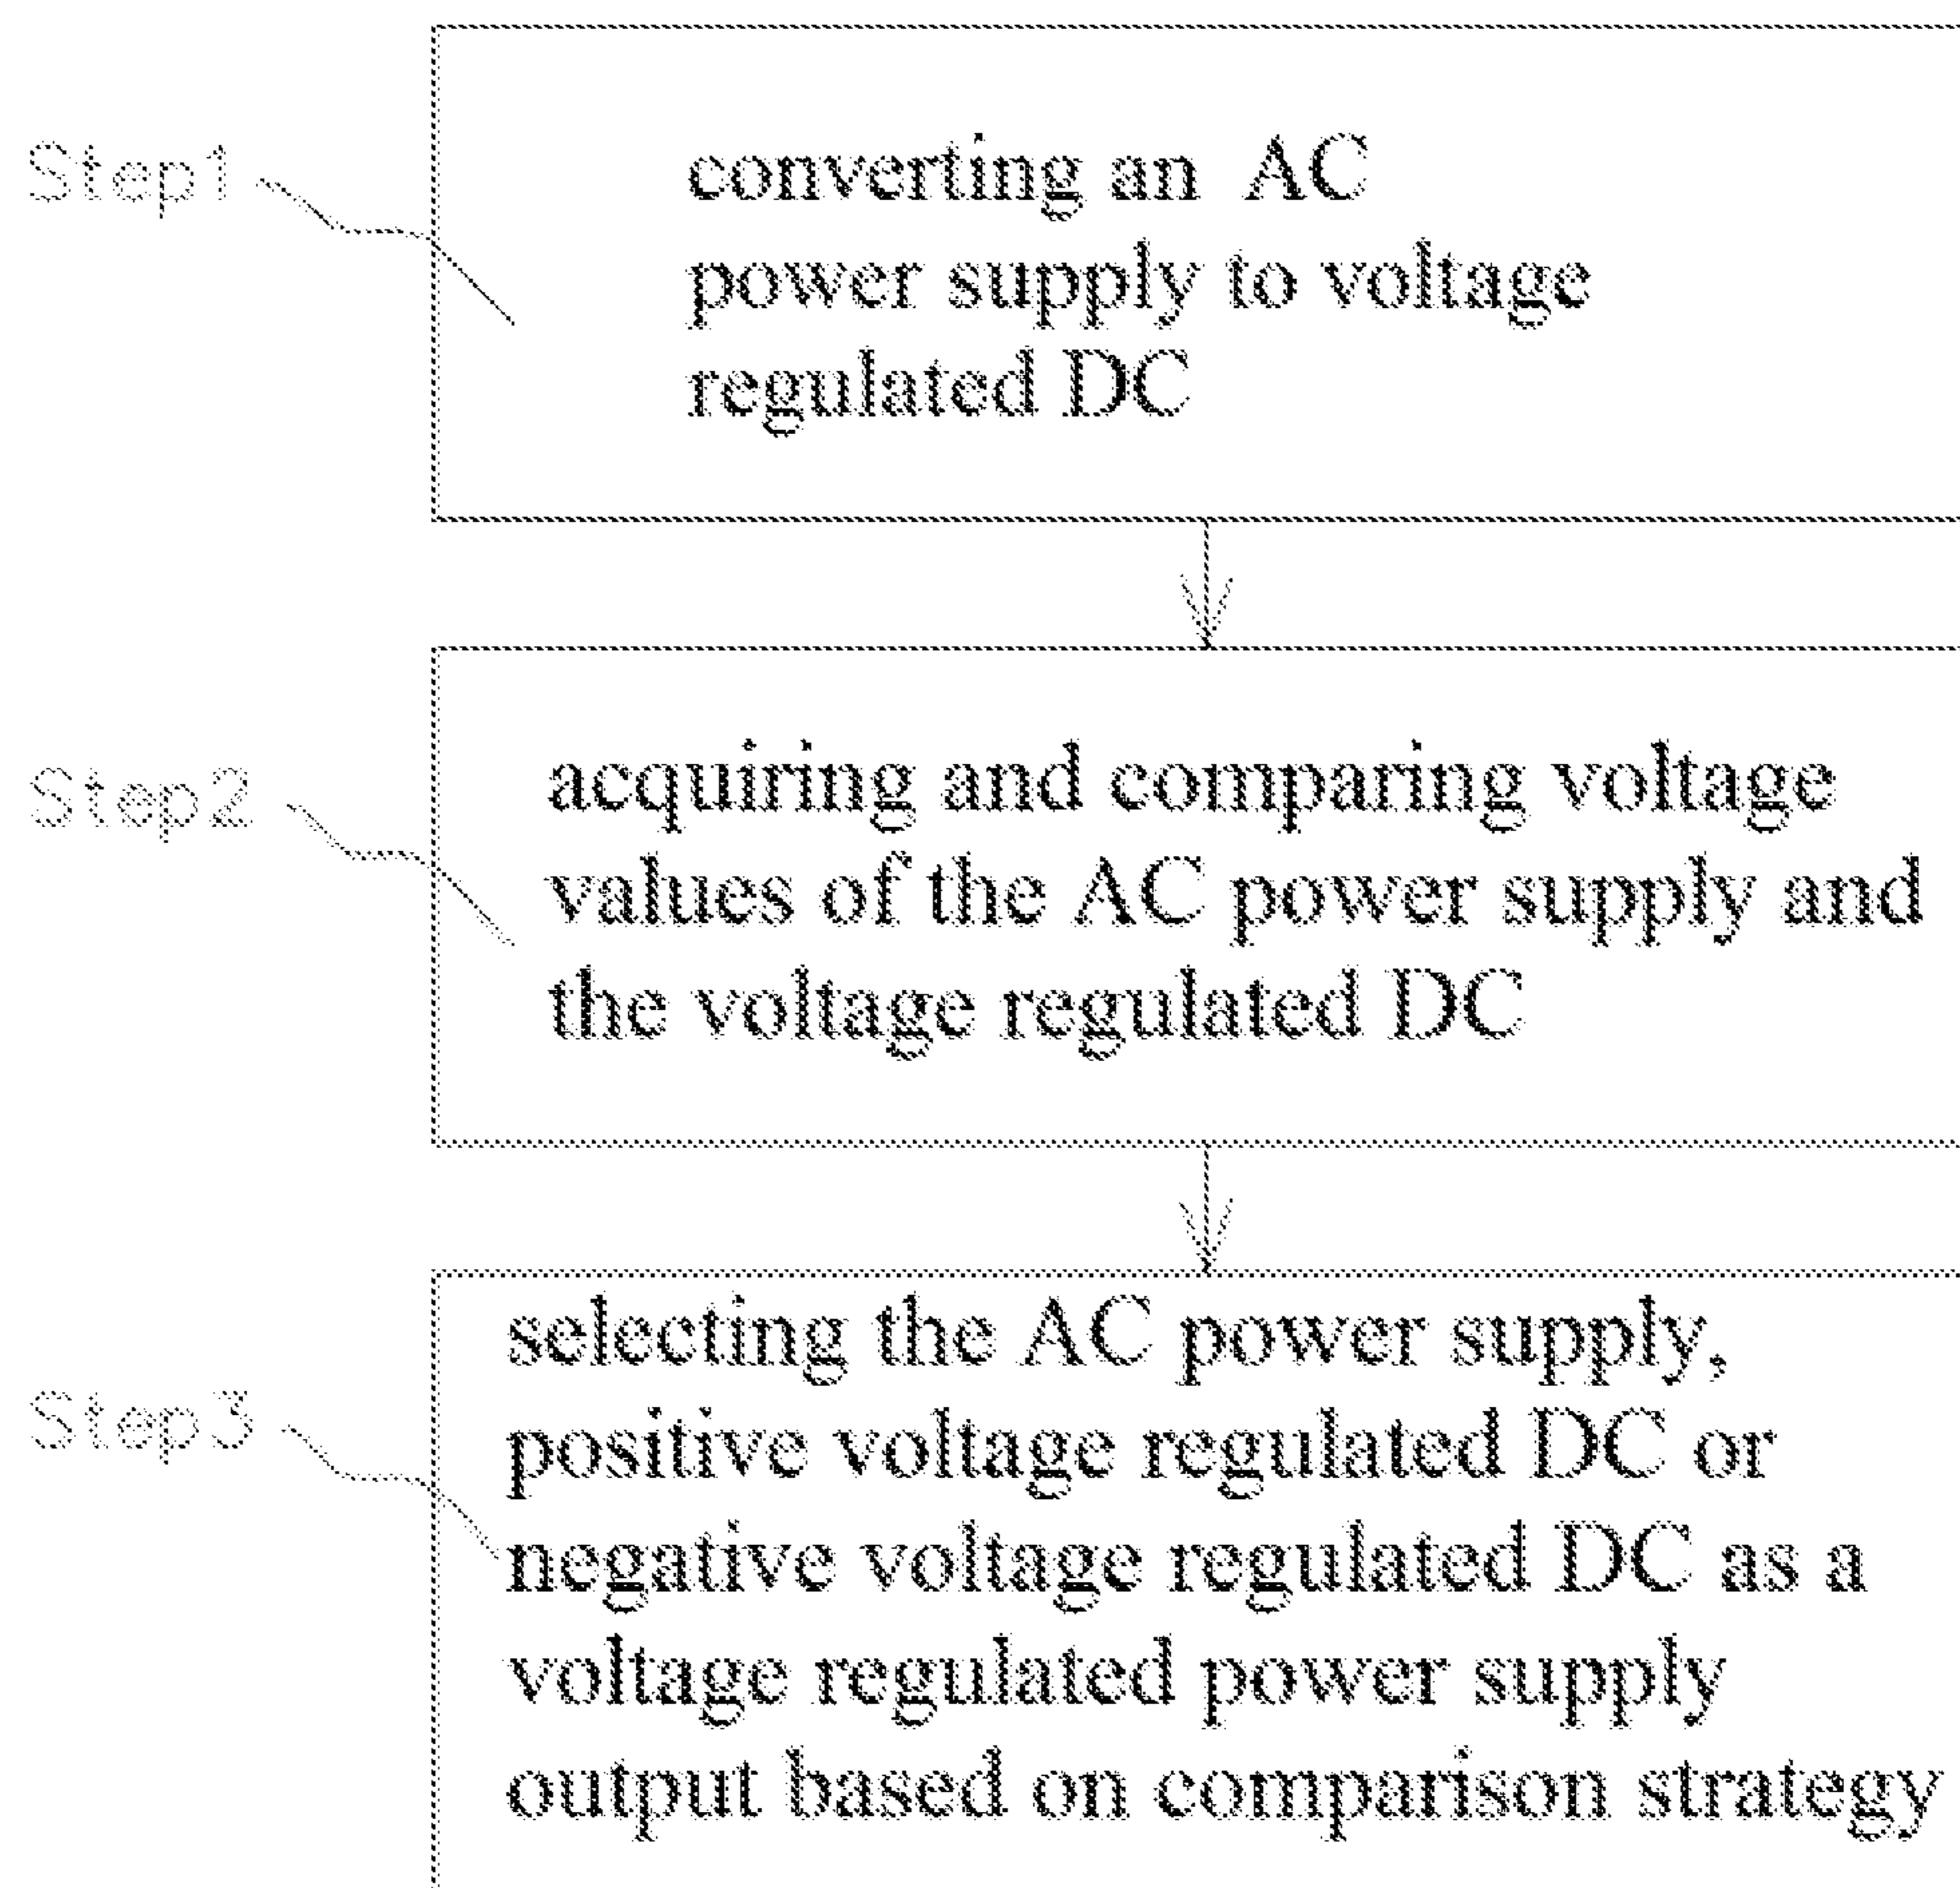 Step1
converting an AC
power supply to voltage
regulated DC
Step2
acquiring and comparing voltage
values of the AC power supply and
the voltage regulated DC
Step3
selecting the AC power supply,
positive voltage regulated DC or
negative voltage regulated DC as a
voltage regulated power supply
output based on comparison strategy